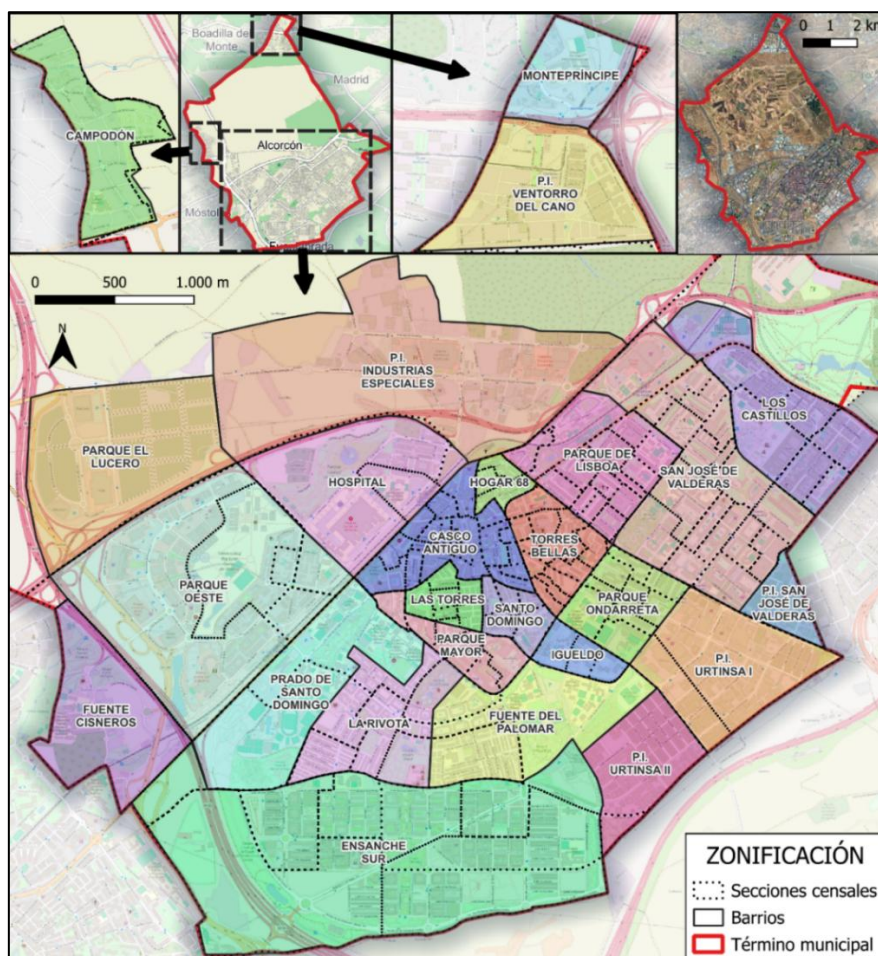 Boadilla de
Monte
Madrid
Alcorcón
Móstol
CAMPODÓN
MONTEPRÍNCIPE
P.I.
VENTORRO
DEL CANO
0 1 2 km
0 500 1.000 m
N
P.I.
INDUSTRIAS
ESPECIALES
PARQUE EL
LUCERO
LOS
CASTILLOS
PARQUE DE
LISBOA
SAN JOSÉ DE
VALDERAS
HOSPITAL
HOGAR 68
CASCO
ANTIGUO
TORRES
BELLAS
PARQUE
OESTE
LAS TORRES
SANTO
DOMINGO
PARQUE
ONDARRETA
P.I. SAN
JOSÉ DE
VALDERAS
PARQUE
MAYOR
IGUELDO
P.I.
URTINSA I
PRADO DE
SANTO
DOMINGO
FUENTE
CISNEROS
LA RIVOTA
FUENTE DEL
PALOMAR
P.I.
URTINSA II
ENSANCHE
SUR
ZONIFICACIÓN
Secciones censales
Barrios
Término municipal